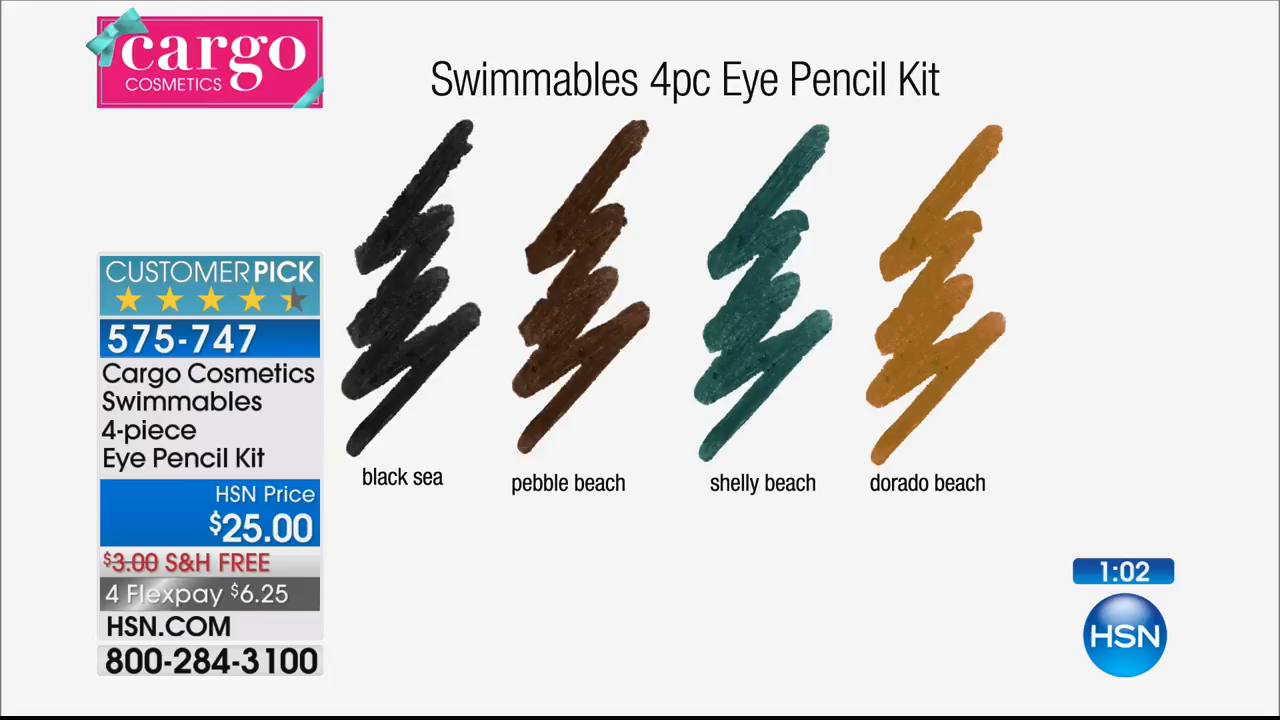 cargo
COSMETICS
Swimmables 4pc Eye Pencil Kit
black sea
pebble beach
shelly beach
dorado beach
CUSTOMERPICK
575-747
Cargo Cosmetics
Swimmables
4-piece
Eye Pencil Kit
HSN Price
$25.00
$3.00 S&H FREE
4 Flexpay $6.25
HSN.COM
800-284-3100
1:02
HSN